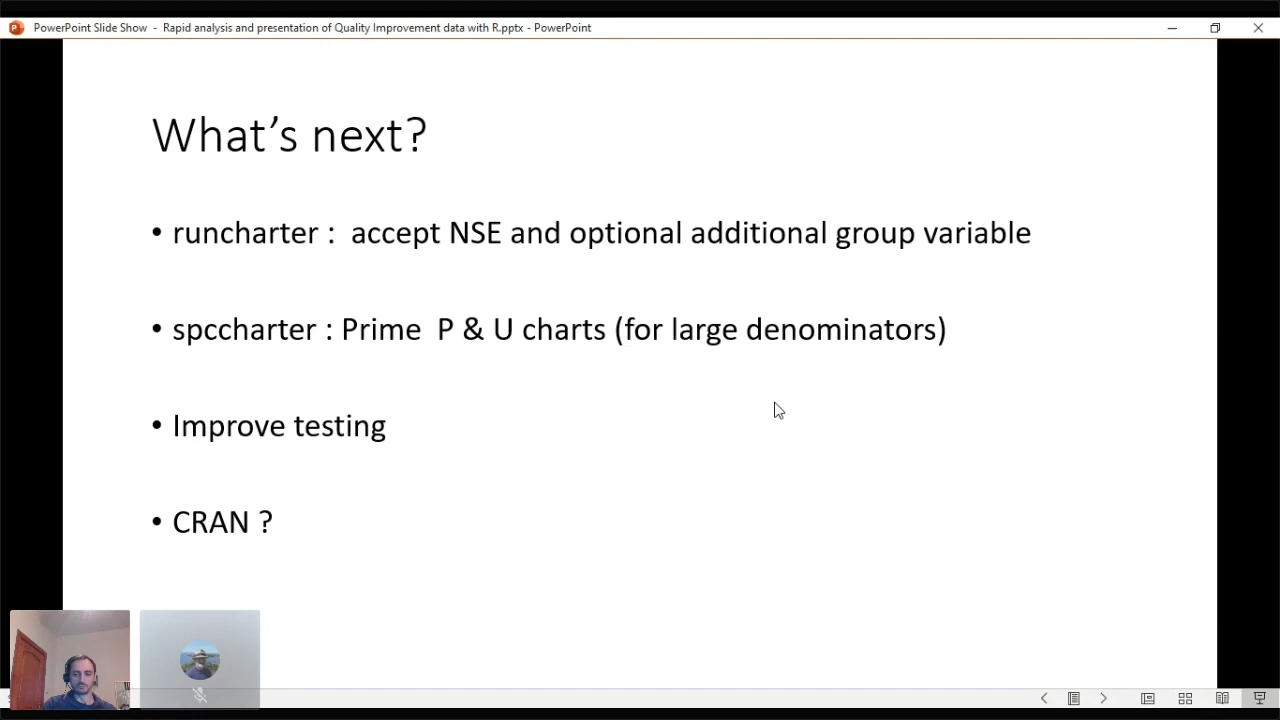 PowerPoint Slide Show - Rapid analysis and presentation of Quality Improvement data with R.pptx - PowerPoint
What's next?
• runcharter : accept NSE and optional additional group variable
• spccharter : Prime P & U charts (for large denominators)
• Improve testing
• CRAN ?